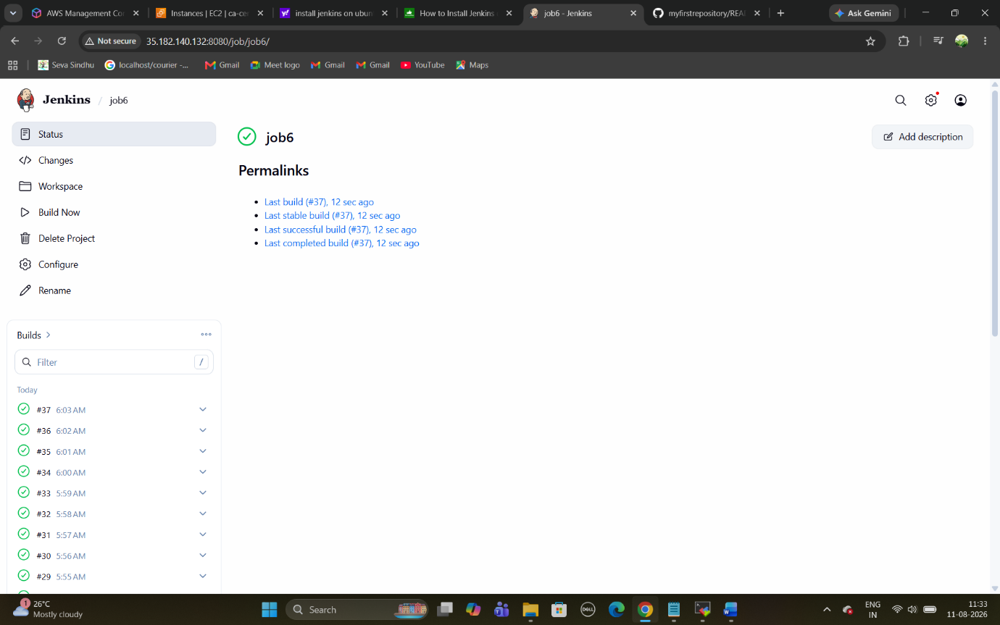 AWS Management Con
Instances | EC2 | ca-cen
install jenkins on ubun
How to Install Jenkins
job6 - Jenkins
myfirstrepository/REAI
Ask Gemini
Not secure
35.182.140.132:8080/job/job6/
Seva Sindhu
localhost/courier -...
Gmail
Meet logo
Gmail
Gmail
YouTube
Maps
Jenkins / job6
Status
Changes
Workspace
Build Now
Delete Project
Configure
Rename
job6
Add description
Permalinks
Last build (#37), 12 sec ago
Last stable build (#37), 12 sec ago
Last successful build (#37), 12 sec ago
Last completed build (#37), 12 sec ago
Builds
Filter /
Today
#37 6:03 AM
#36 6:02 AM
#35 6:01 AM
#34 6:00 AM
#33 5:59 AM
#32 5:58 AM
#31 5:57 AM
#30 5:56 AM
#29 5:55 AM
1
26°C
Mostly cloudy
Search
DELL
ENG
IN
11:33
11-08-2026